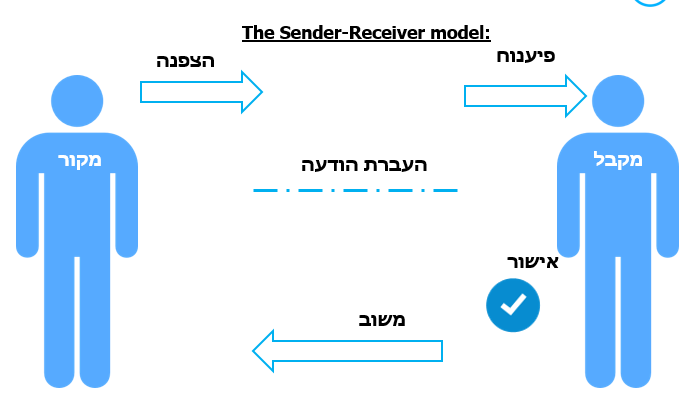 The Sender-Receiver model:
הצפנה
פיענוח
מקור
מקבל
העברת הודעה
אישור
משוב